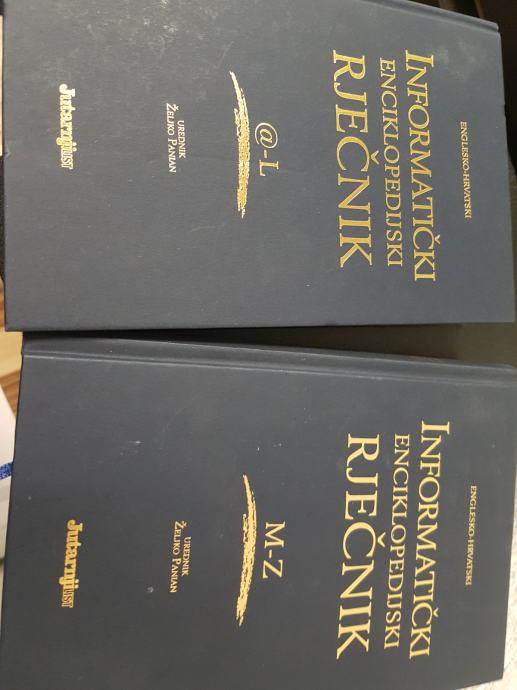 ENGLESKO-HRVATSKI
INFORMATIČKI
ENCIKLOPEDIJSKI
RJEČNIK
@-L
UREDNIK
ŽELJKO PANIAN
Jutarnji LIST
ENGLESKO-HRVATSKI
INFORMATIČKI
ENCIKLOPEDIJSKI
RJEČNIK
M-Z
UREDNIK
ŽELJKO PANIAN
Jutarnji LIST